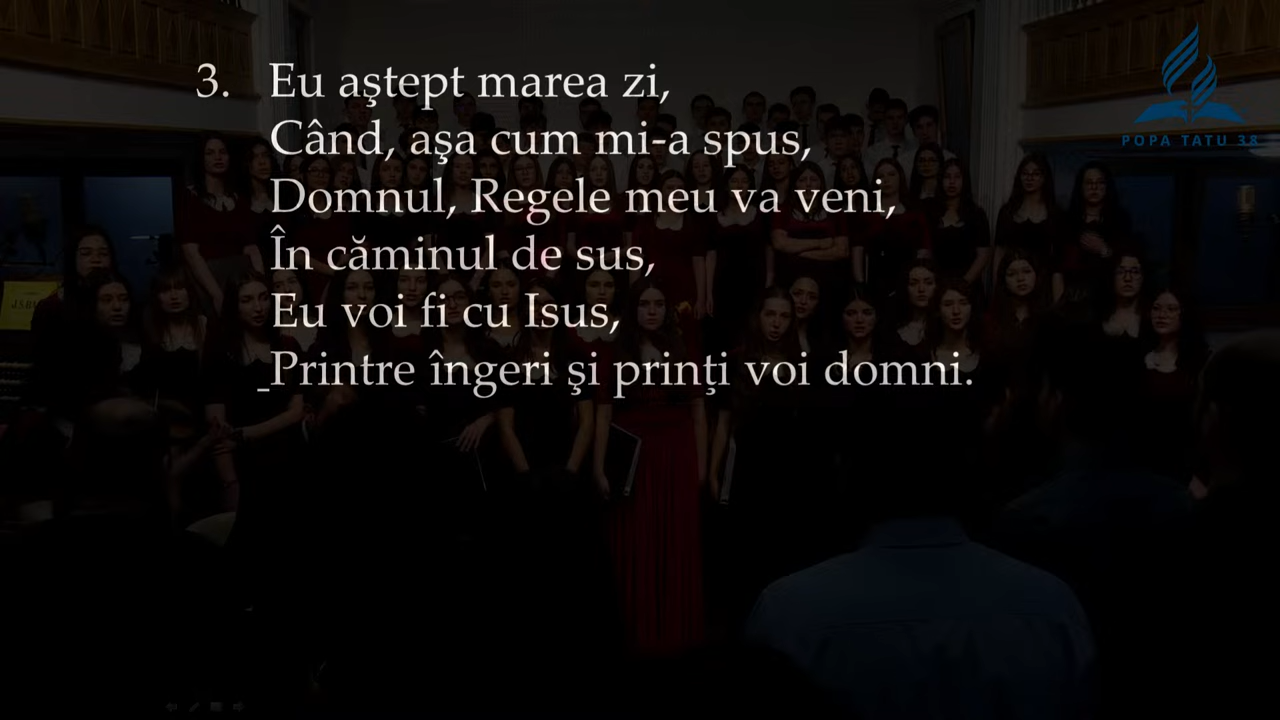 3. Eu aştept marea zi,
Când, aşa cum mi-a spus,
Domnul, Regele meu va veni,
În căminul de sus,
Eu voi fi cu Isus,
_Printre îngeri şi prinţi voi domni.
POPA TATU 38